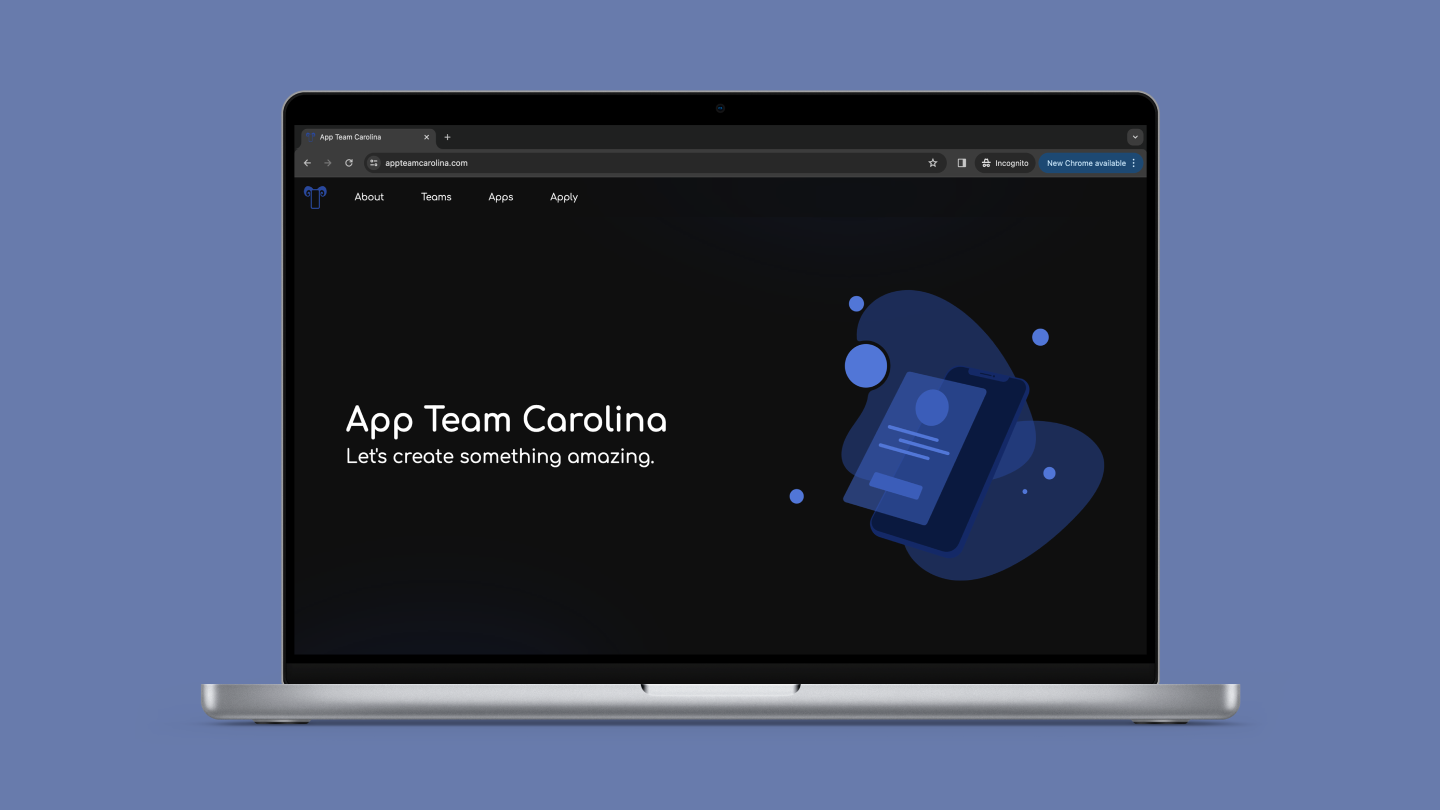 App Team Carolina
appteamcarolina.com
Incognito
New Chrome available
About Teams Apps Apply
App Team Carolina
Let's create something amazing.